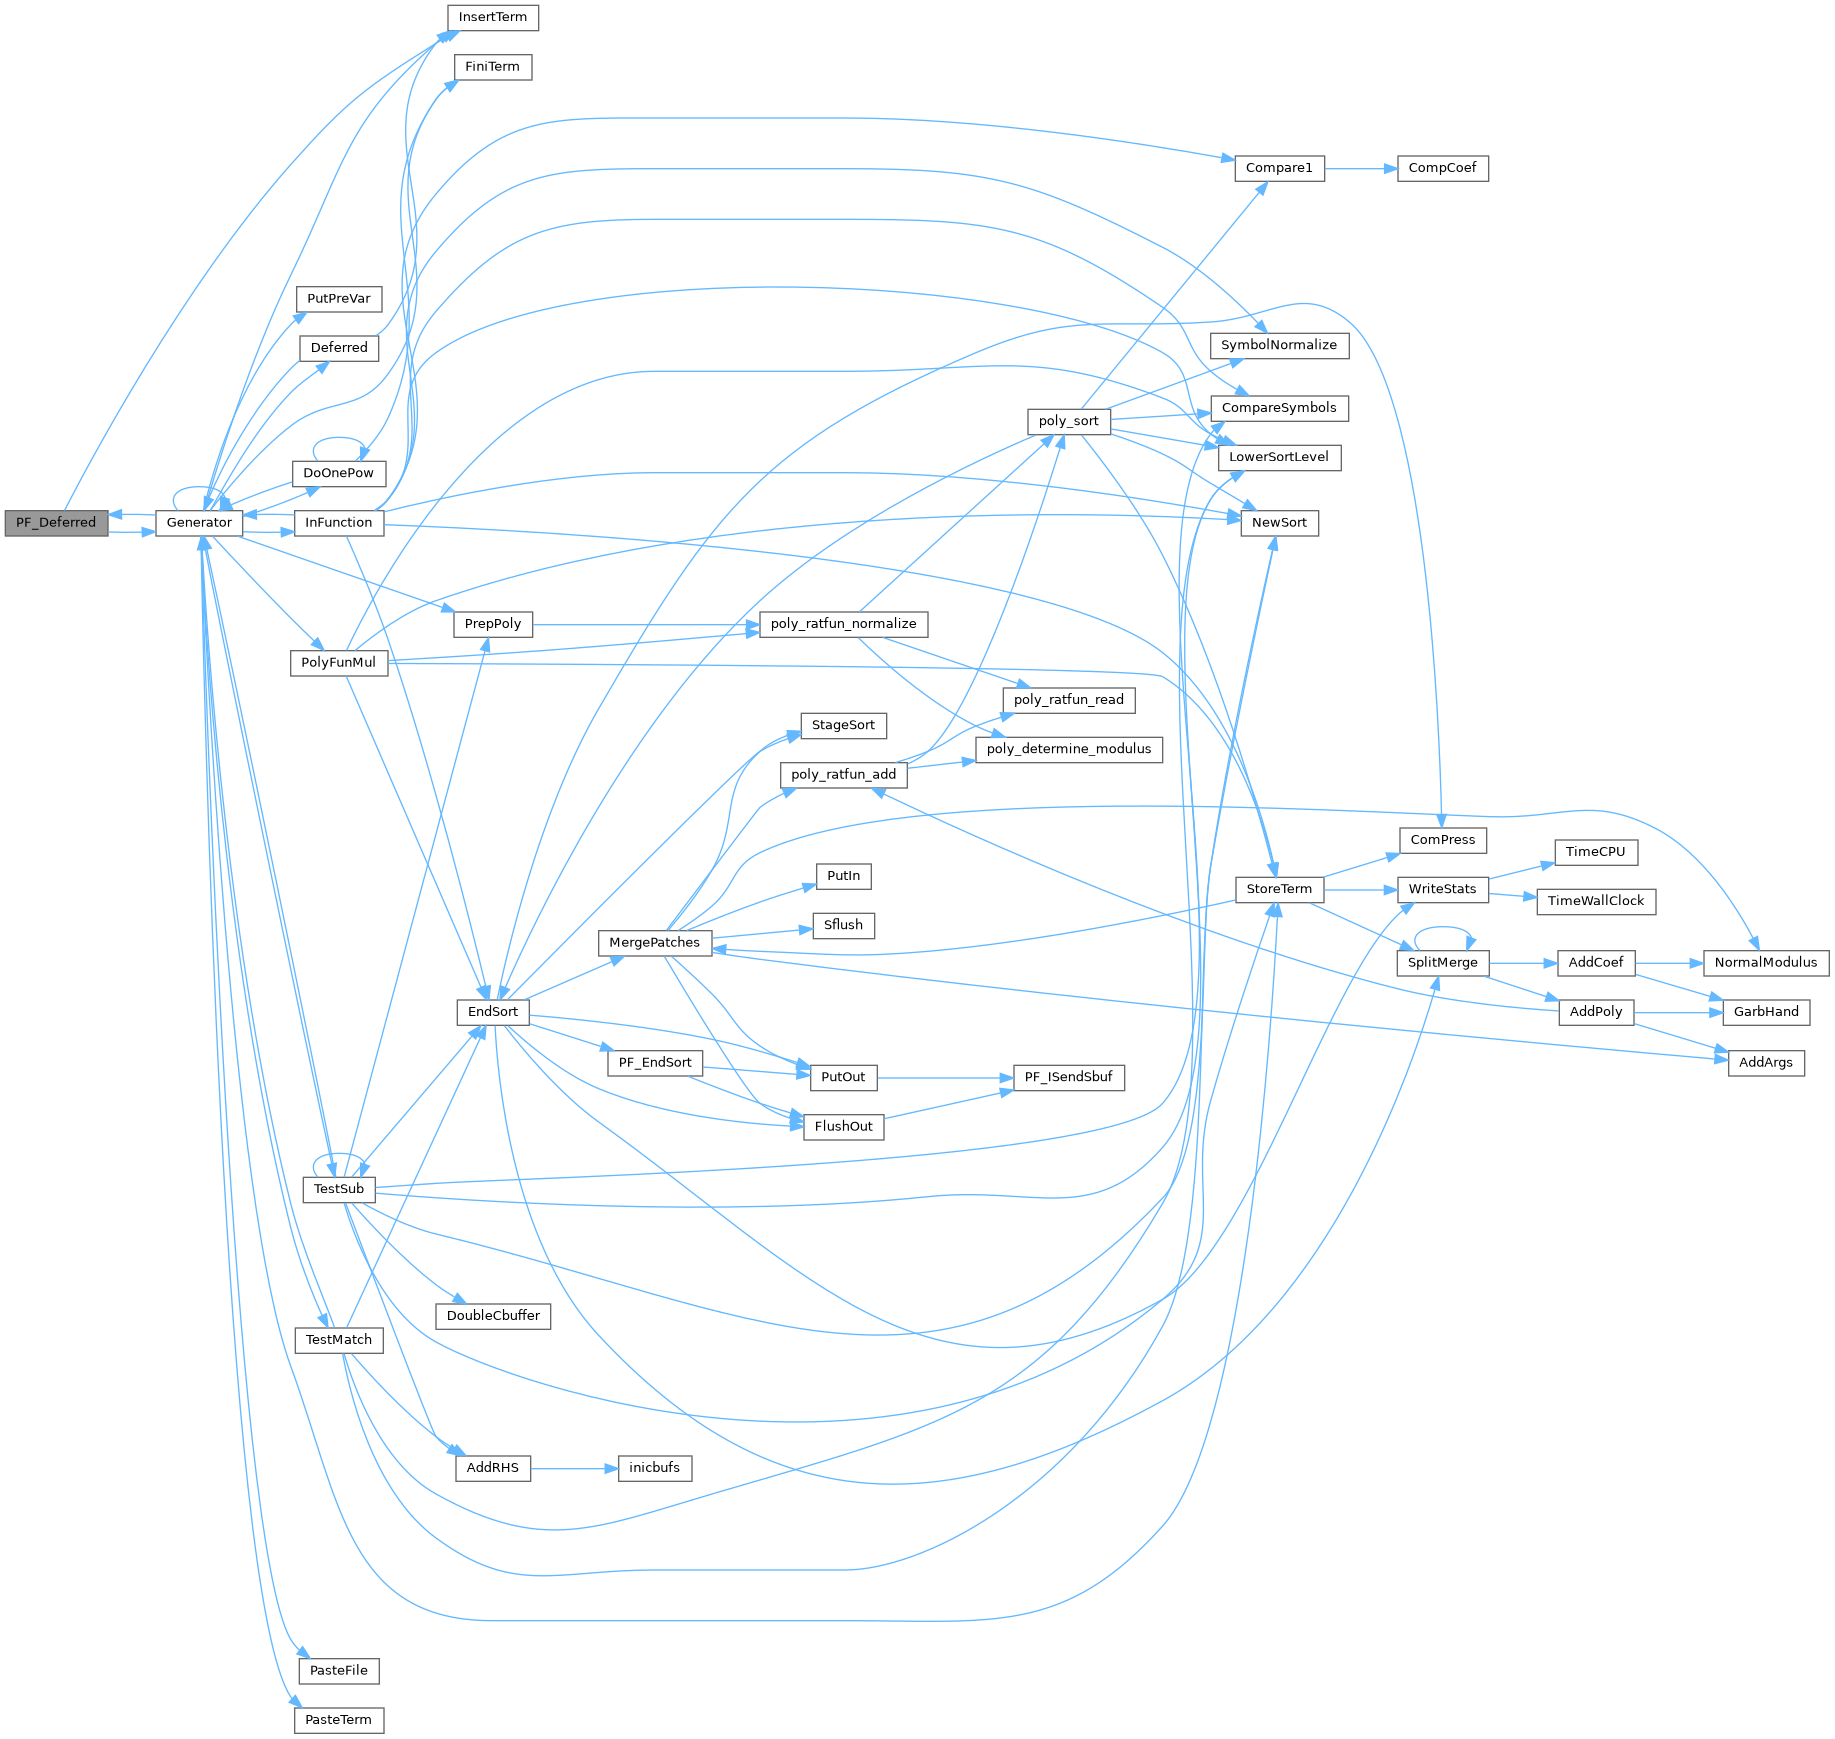 InsertTerm
FiniTerm
Compare1
CompCoef
PutPreVar
Deferred
SymbolNormalize
CompareSymbols
poly_sort
LowerSortLevel
DoOnePow
PF_Deferred
Generator
InFunction
NewSort
PrepPoly
poly_ratfun_normalize
PolyFunMul
poly_ratfun_read
StageSort
poly_determine_modulus
poly_ratfun_add
ComPress
TimeCPU
PutIn
StoreTerm
WriteStats
TimeWallClock
Sflush
MergePatches
SplitMerge
AddCoef
NormalModulus
EndSort
AddPoly
GarbHand
PF_EndSort
AddArgs
PutOut
PF_ISendSbuf
FlushOut
TestSub
DoubleCbuffer
TestMatch
AddRHS
inicbufs
PasteFile
PasteTerm